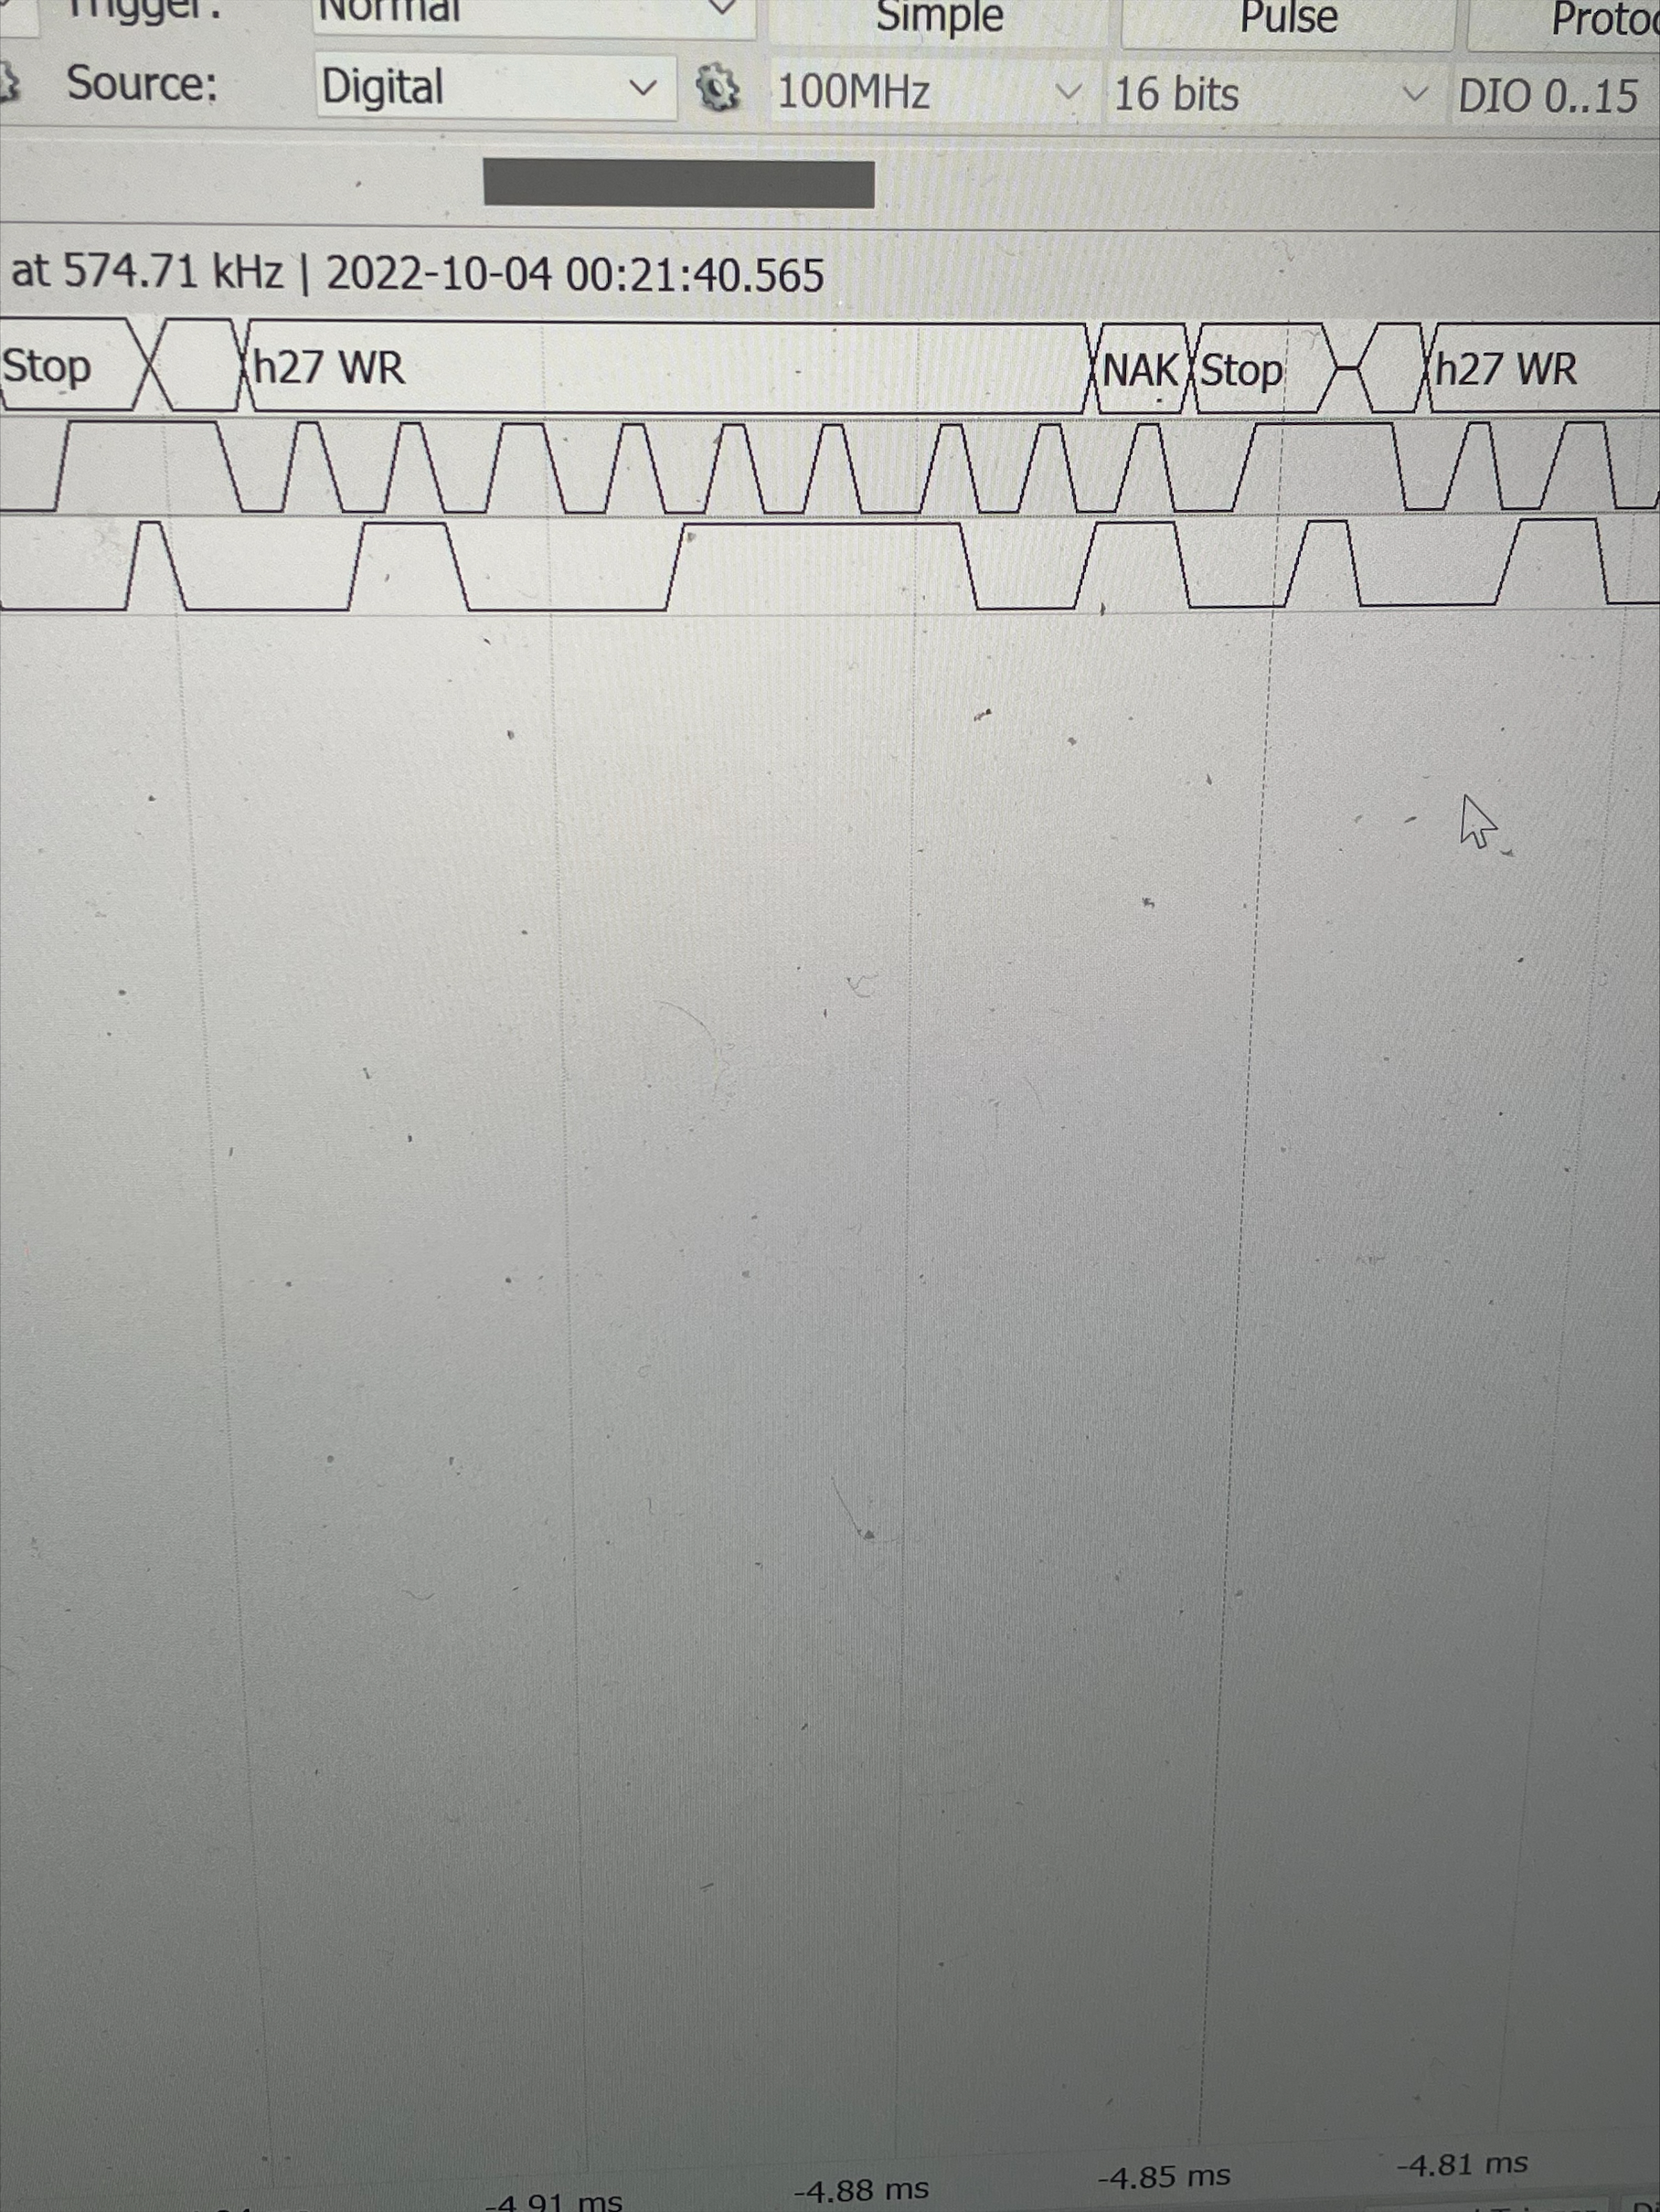 Trigger: Normal Simple Pulse
Source: Digital 100MHz 16 bits DIO 0..15
at 574.71 kHz | 2022-10-04 00:21:40.565
Stop h27 WR NAK Stop h27 WR
-4.91 ms -4.88 ms -4.85 ms -4.81 ms